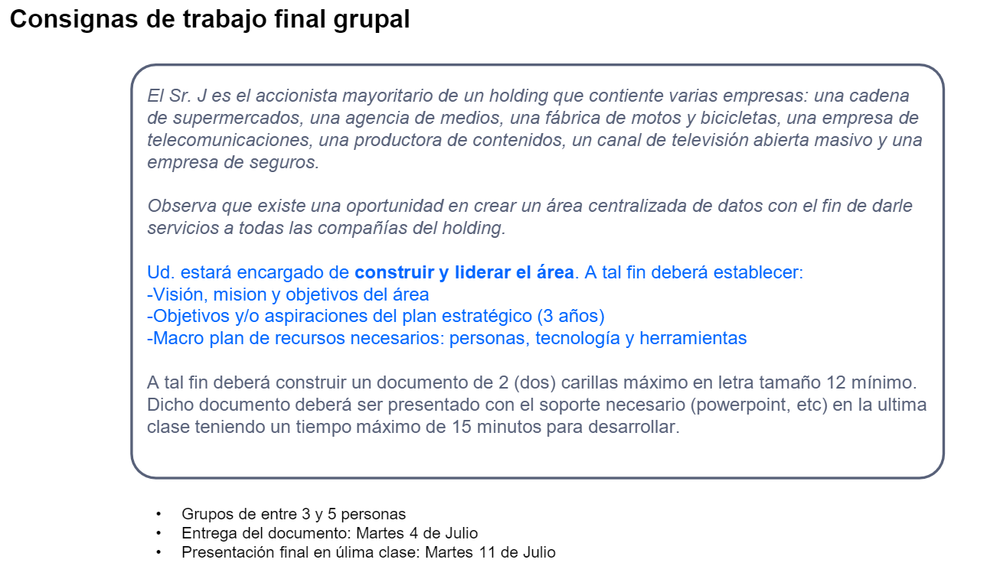 Consignas de trabajo final grupal
El Sr. J es el accionista mayoritario de un holding que contiente varias empresas: una cadena
de supermercados, una agencia de medios, una fábrica de motos y bicicletas, una empresa de
telecomunicaciones, una productora de contenidos, un canal de televisión abierta masivo y una
empresa de seguros.
Observa que existe una oportunidad en crear un área centralizada de datos con el fin de darle
servicios a todas las compañías del holding.
Ud. estará encargado de construir y liderar el área. A tal fin deberá establecer:
-Visión, mision y objetivos del área
-Objetivos y/o aspiraciones del plan estratégico (3 años)
-Macro plan de recursos necesarios: personas, tecnología y herramientas
A tal fin deberá construir un documento de 2 (dos) carillas máximo en letra tamaño 12 mínimo.
Dicho documento deberá ser presentado con el soporte necesario (powerpoint, etc) en la ultima
clase teniendo un tiempo máximo de 15 minutos para desarrollar.
• Grupos de entre 3 y 5 personas
• Entrega del documento: Martes 4 de Julio
• Presentación final en úlima clase: Martes 11 de Julio